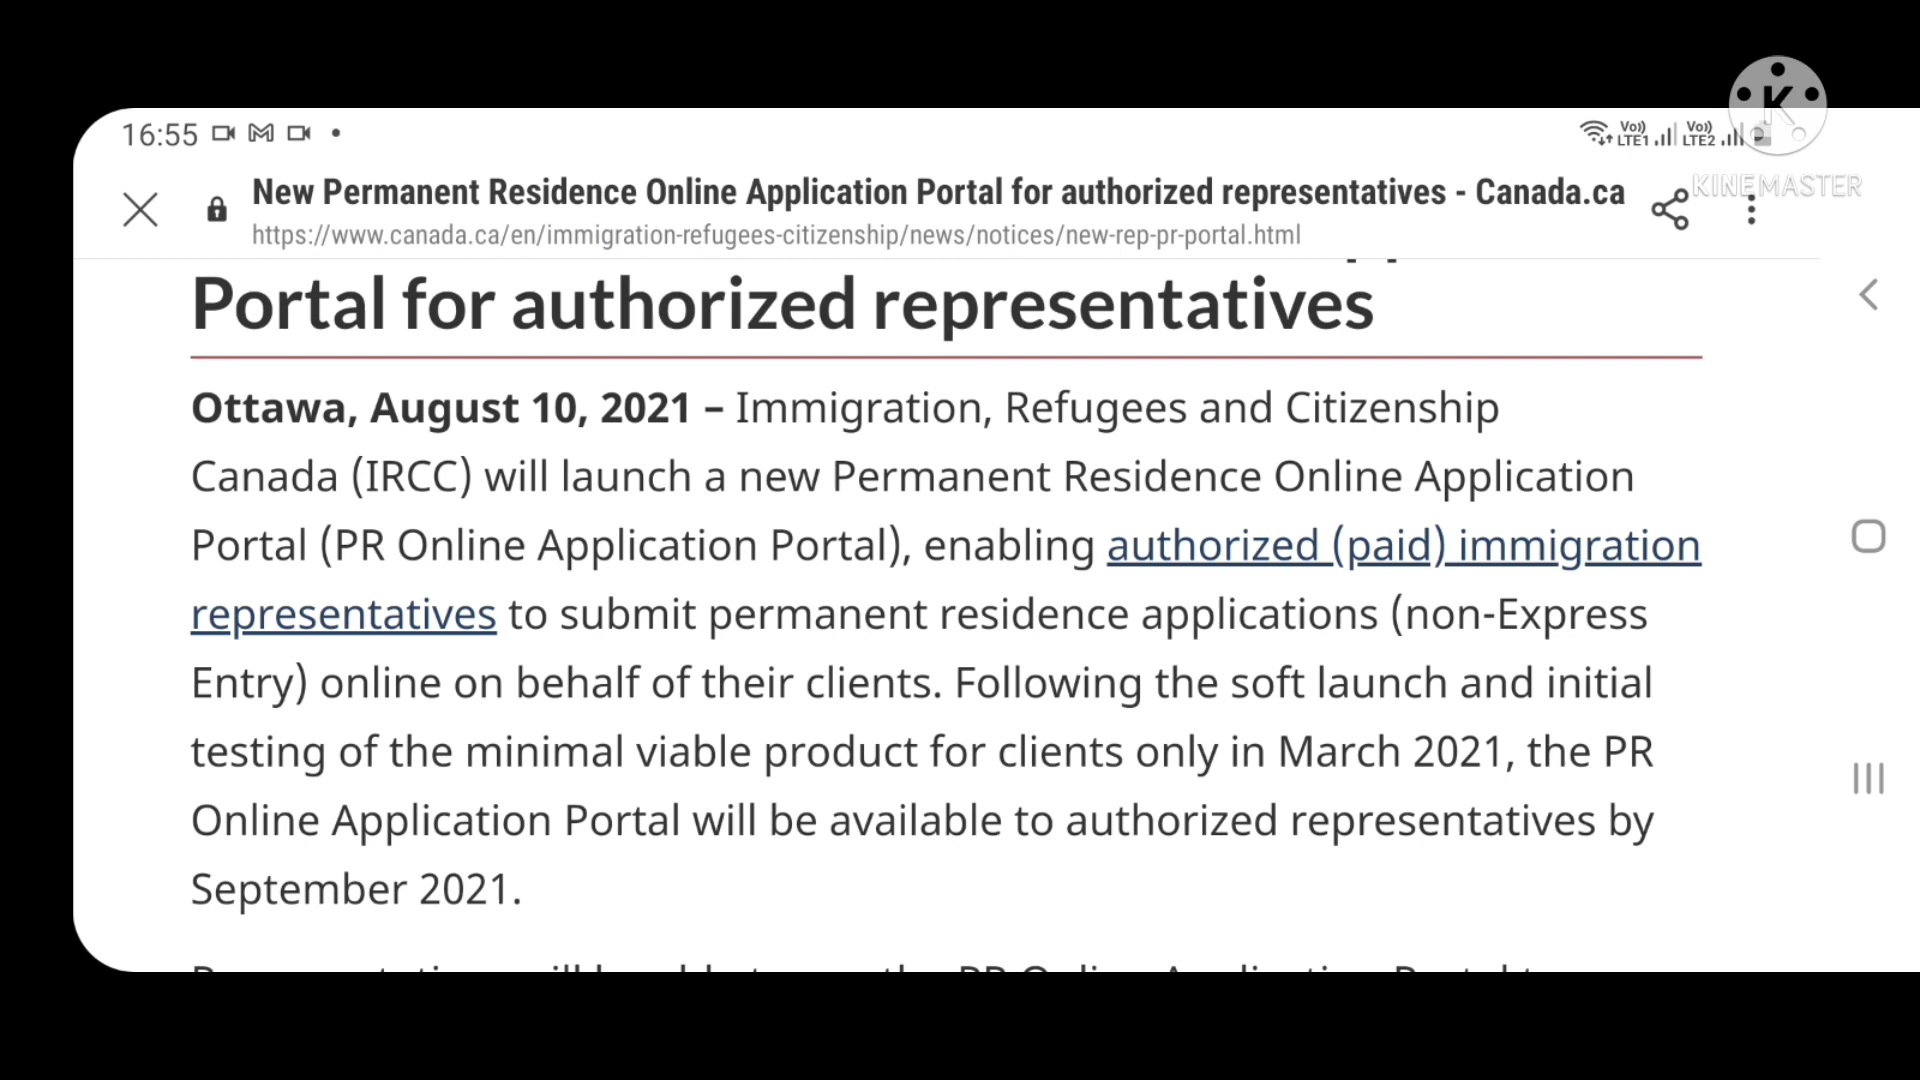 16:55
Vo)) LTE1 Vo)) LTE2
K
KINEMASTER
New Permanent Residence Online Application Portal for authorized representatives - Canada.ca
https://www.canada.ca/en/immigration-refugees-citizenship/news/notices/new-rep-pr-portal.html
Portal for authorized representatives
Ottawa, August 10, 2021 – Immigration, Refugees and Citizenship
Canada (IRCC) will launch a new Permanent Residence Online Application
Portal (PR Online Application Portal), enabling authorized (paid) immigration
representatives to submit permanent residence applications (non-Express
Entry) online on behalf of their clients. Following the soft launch and initial
testing of the minimal viable product for clients only in March 2021, the PR
Online Application Portal will be available to authorized representatives by
September 2021.